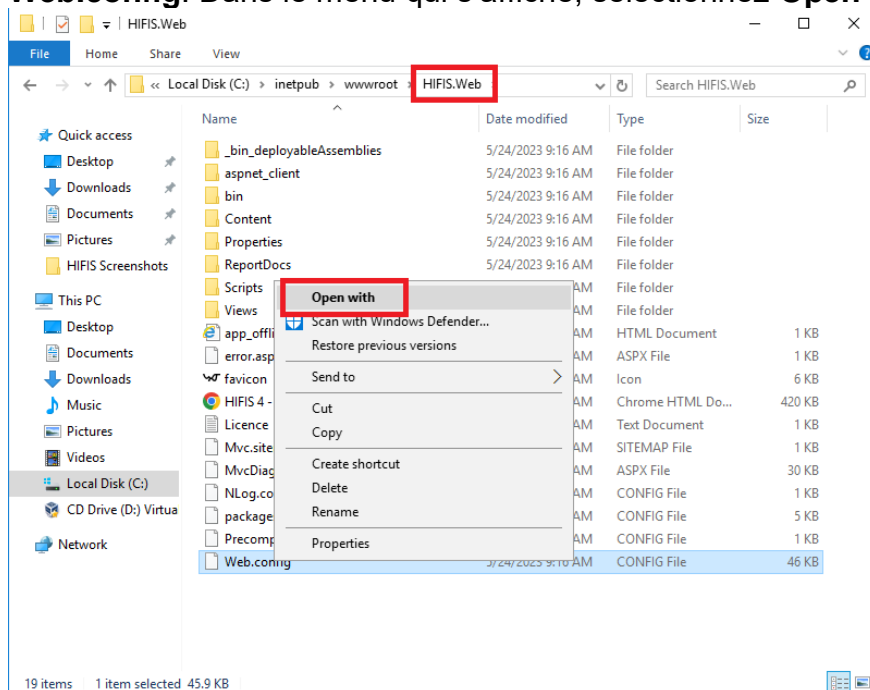 Web.config. Dans le menu qui s'affiche, sélectionnez Open
HIFIS.Web
File Home Share View
« Local Disk (C:) > inetpub > wwwroot > HIFIS.Web
Search HIFIS.Web
Name Date modified Type Size
Quick access
Desktop
Downloads
Documents
Pictures
HIFIS Screenshots
This PC
Desktop
Documents
Downloads
Music
Pictures
Videos
Local Disk (C:)
CD Drive (D:) Virtua
Network
_bin_deployableAssemblies 5/24/2023 9:16 AM File folder
aspnet_client 5/24/2023 9:16 AM File folder
bin 5/24/2023 9:16 AM File folder
Content 5/24/2023 9:16 AM File folder
Properties 5/24/2023 9:16 AM File folder
ReportDocs 5/24/2023 9:16 AM File folder
Scripts AM File folder
Views AM File folder
app_offli AM HTML Document 1 KB
error.asp AM ASPX File 1 KB
favicon AM Icon 6 KB
HIFIS 4 - AM Chrome HTML Do... 420 KB
Licence AM Text Document 1 KB
Mvc.site AM SITEMAP File 1 KB
MvcDiag AM ASPX File 30 KB
NLog.co AM CONFIG File 1 KB
package AM CONFIG File 5 KB
Precomp AM CONFIG File 1 KB
Web.config 5/24/2023 9:16 AM CONFIG File 46 KB
Open with
Scan with Windows Defender...
Restore previous versions
Send to
Cut
Copy
Create shortcut
Delete
Rename
Properties
19 items 1 item selected 45.9 KB